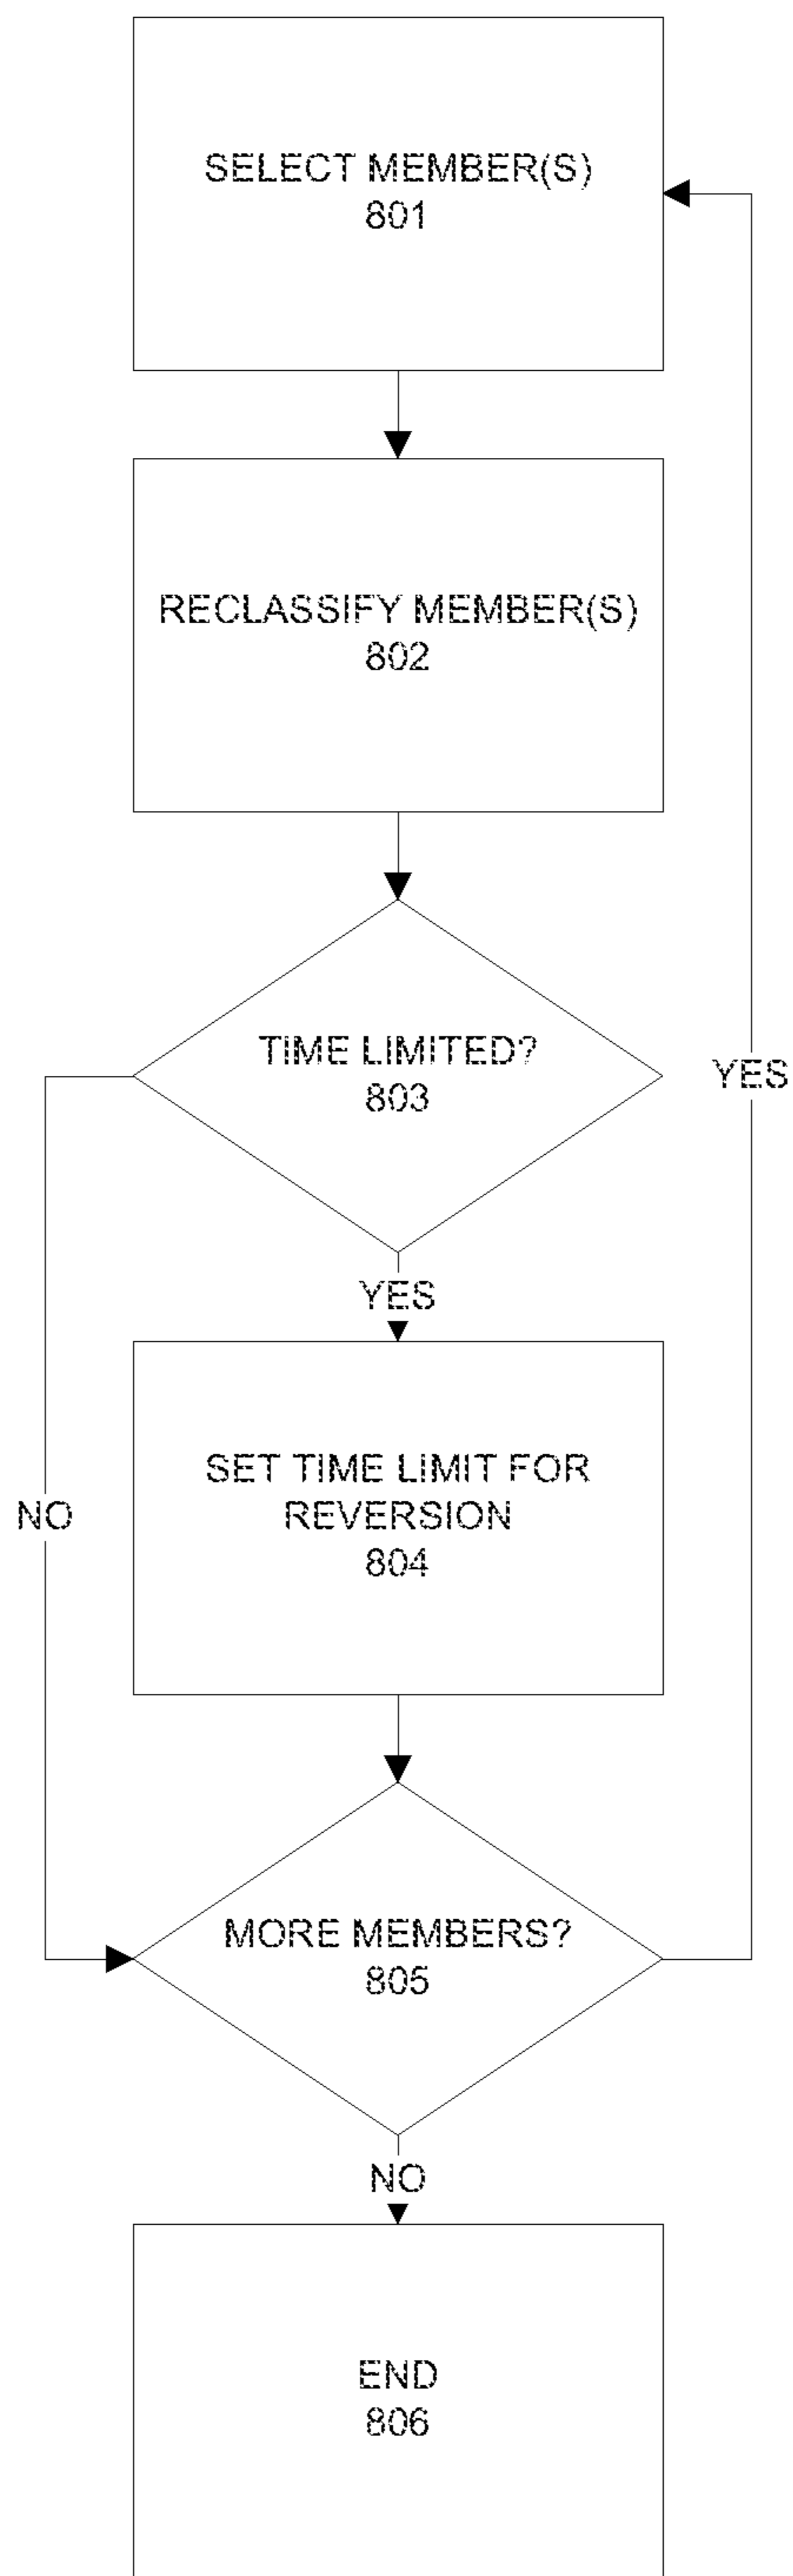 SELECT MEMBER(S)
801
RECLASSIFY MEMBER(S)
802
TIME LIMITED?
803
YES
YES
SET TIME LIMIT FOR
REVERSION
804
NO
MORE MEMBERS?
805
NO
END
806